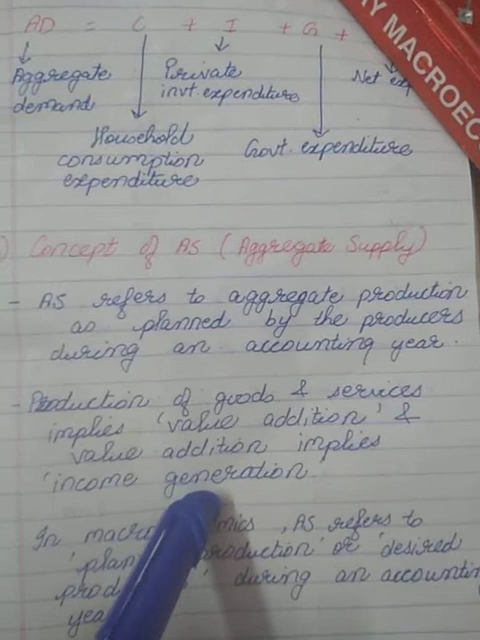 AD = C + I + G +
Aggregate demand
Private invt. expenditure
Net exp
Household consumption expenditure
Govt. expenditure
MY MACROEC
Concept of AS (Aggregate Supply)
- AS refers to aggregate production
as planned by the producers
during an accounting year.
- Production of goods & services
implies 'value addition' &
value addition implies
'income generation.
In macro mics, AS refers to
'plan production' or 'desired
prod ' during an accountin
yea